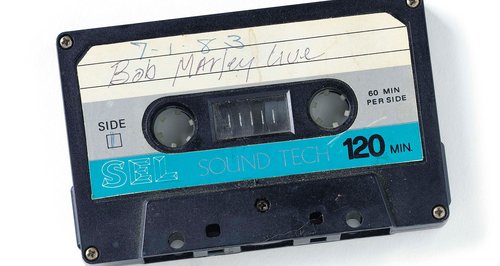 7-1-83
Bob Marley Live
60 MIN
PER SIDE
SIDE
SEL SOUND TECH 120 MIN.